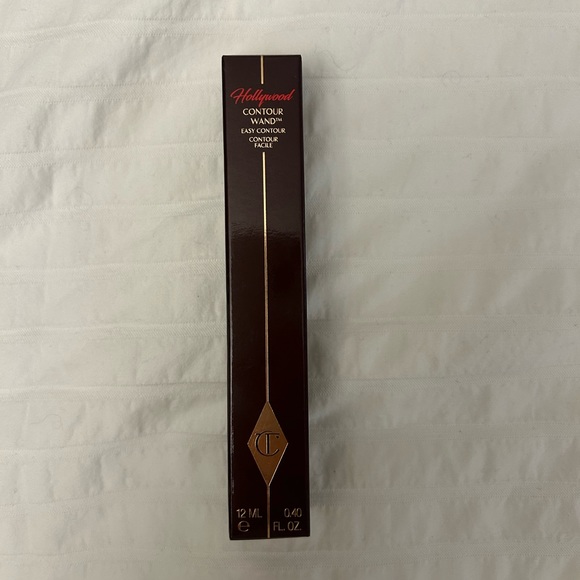 Hollywood
CONTOUR
WAND™
EASY CONTOUR
CONTOUR
FACILE
CT
12 ML 0.40
℮ FL. OZ.